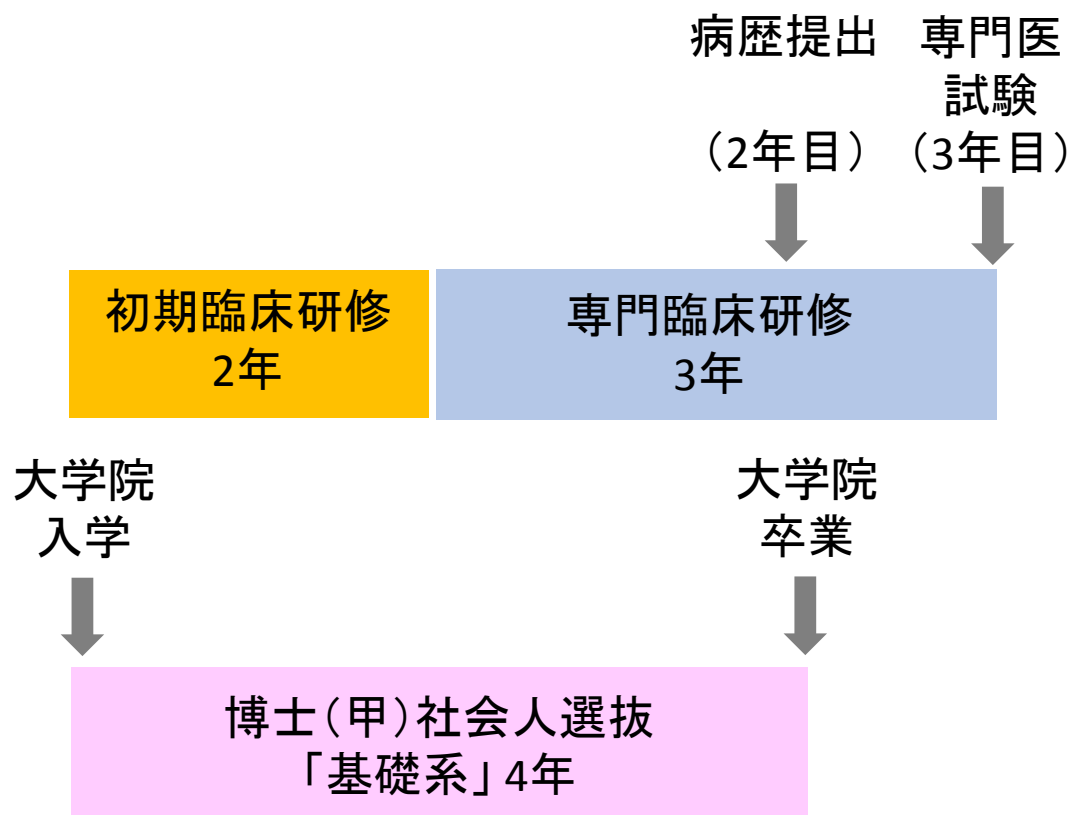 病歴提出
（2年目）
専門医
試験
（3年目）
初期臨床研修
2年
専門臨床研修
3年
大学院
入学
大学院
卒業
博士（甲）社会人選抜
「基礎系」4年